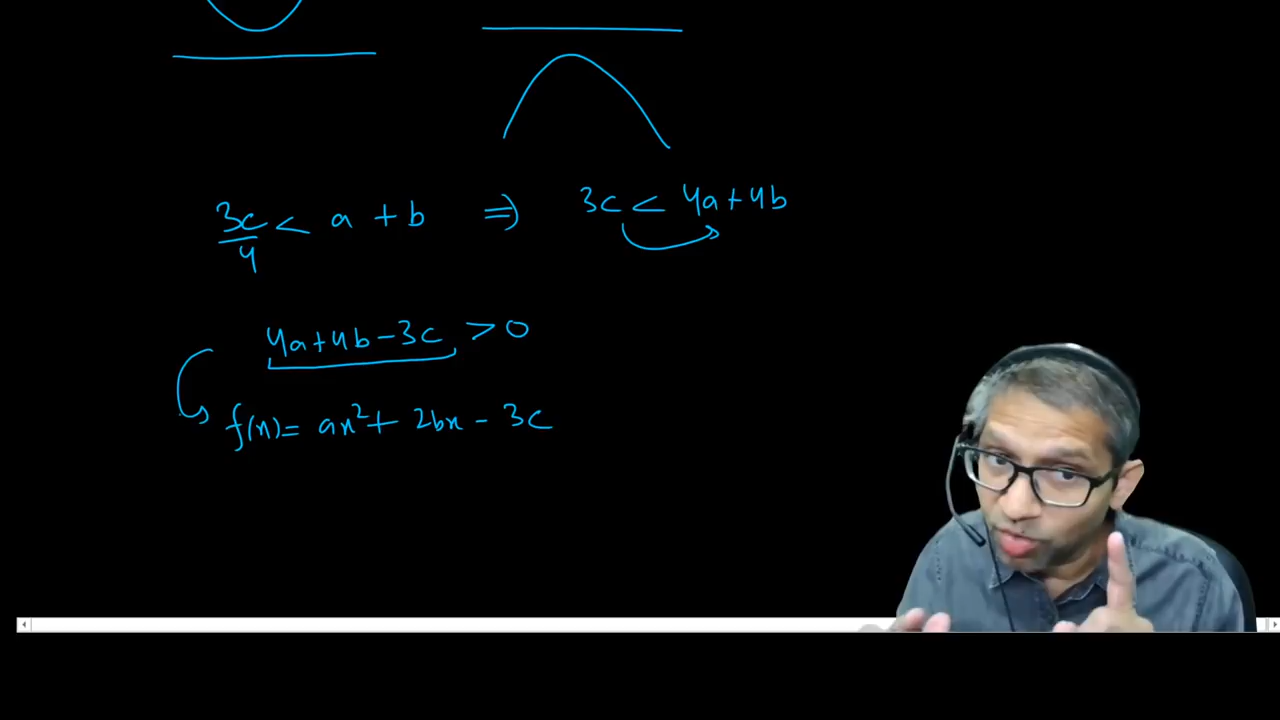 3c/4 < a + b ⇒ 3c < 4a + 4b
4a + 4b - 3c > 0
f(x) = ax² + 2bx - 3c